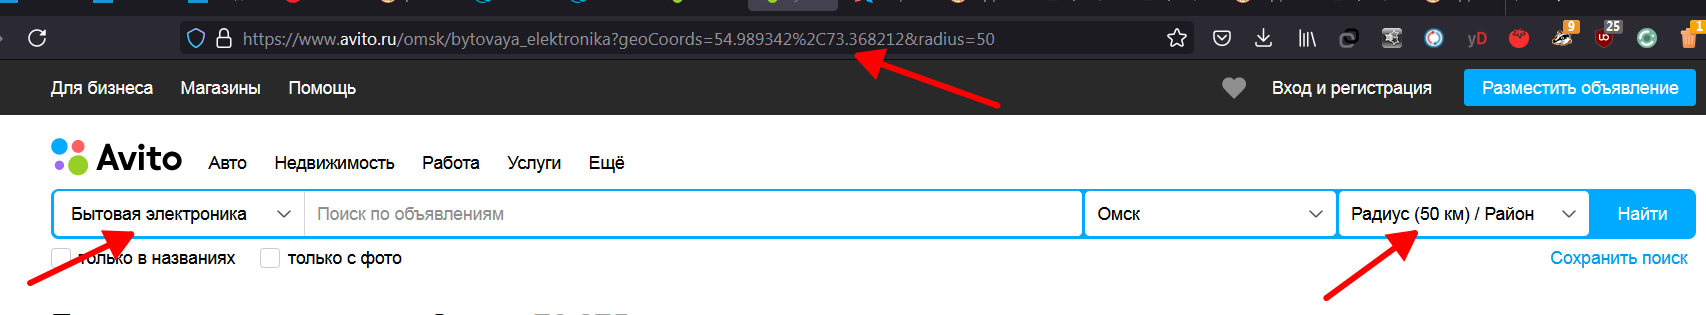 https://www.avito.ru/omsk/bytovaya_elektronika?geoCoords=54.989342%2C73.368212&radius=50
yD 9 25 1
Для бизнеса Магазины Помощь Вход и регистрация Разместить объявление
Avito Авто Недвижимость Работа Услуги Ещё
Бытовая электроника Поиск по объявлениям Омск Радиус (50 км) / Район Найти
только в названиях только с фото Сохранить поиск